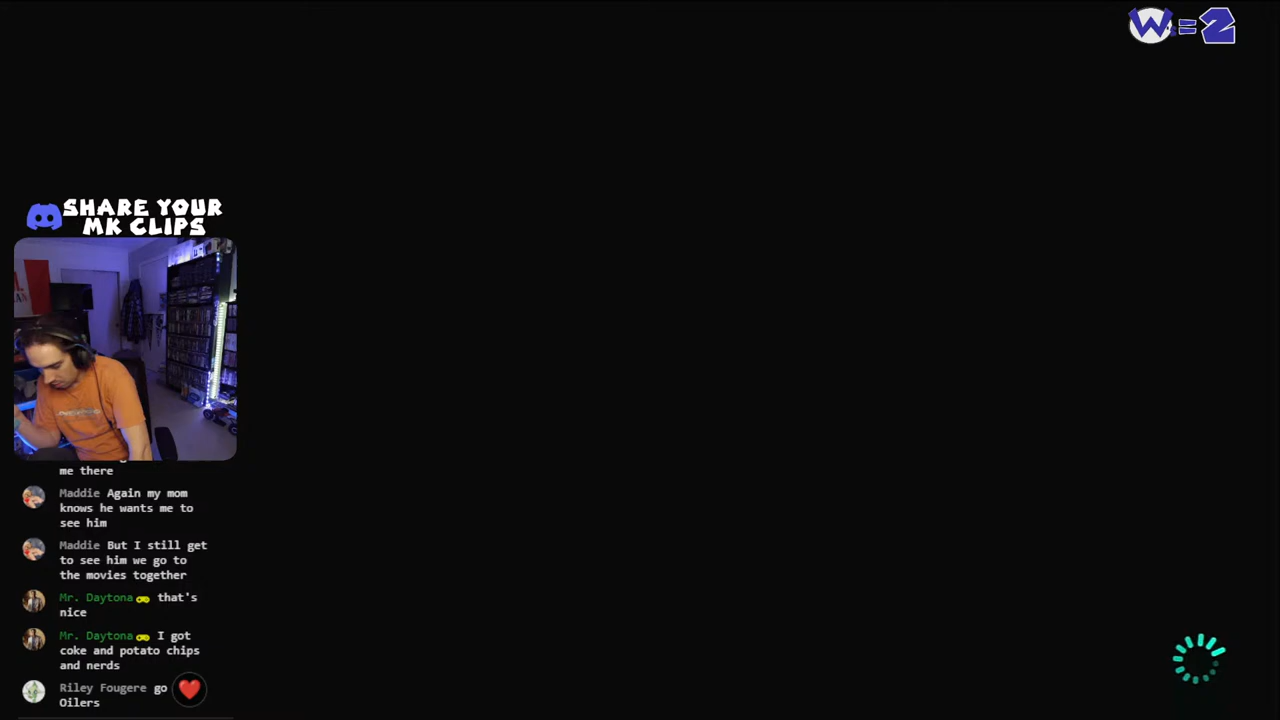 W=2
SHARE YOUR
MK CLIPS
me there
Maddie Again my mom
knows he wants me to
see him
Maddie But I still get
to see him we go to
the movies together
Mr. Daytona that's
nice
Mr. Daytona I got
coke and potato chips
and nerds
Riley Fougere go
Oilers